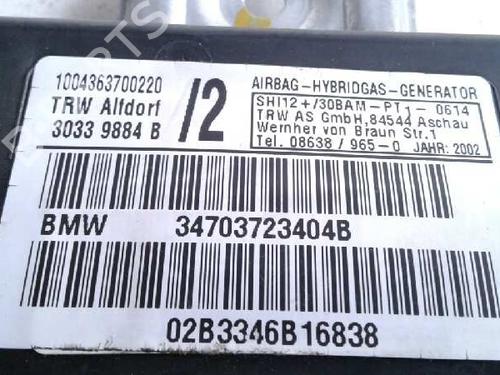 1004363700220
TRW Altdorf
3033 9884 B
/2
AIRBAG-HYBRIDGAS-GENERATOR
SHI12+/30BAM-PT1-0614
TRW AS GmbH,84544 Aschau
Wernher von Braun Str.1
Tel. 08638/965-0 JAHR:2002
BMW 34703723404B
02B3346B16838